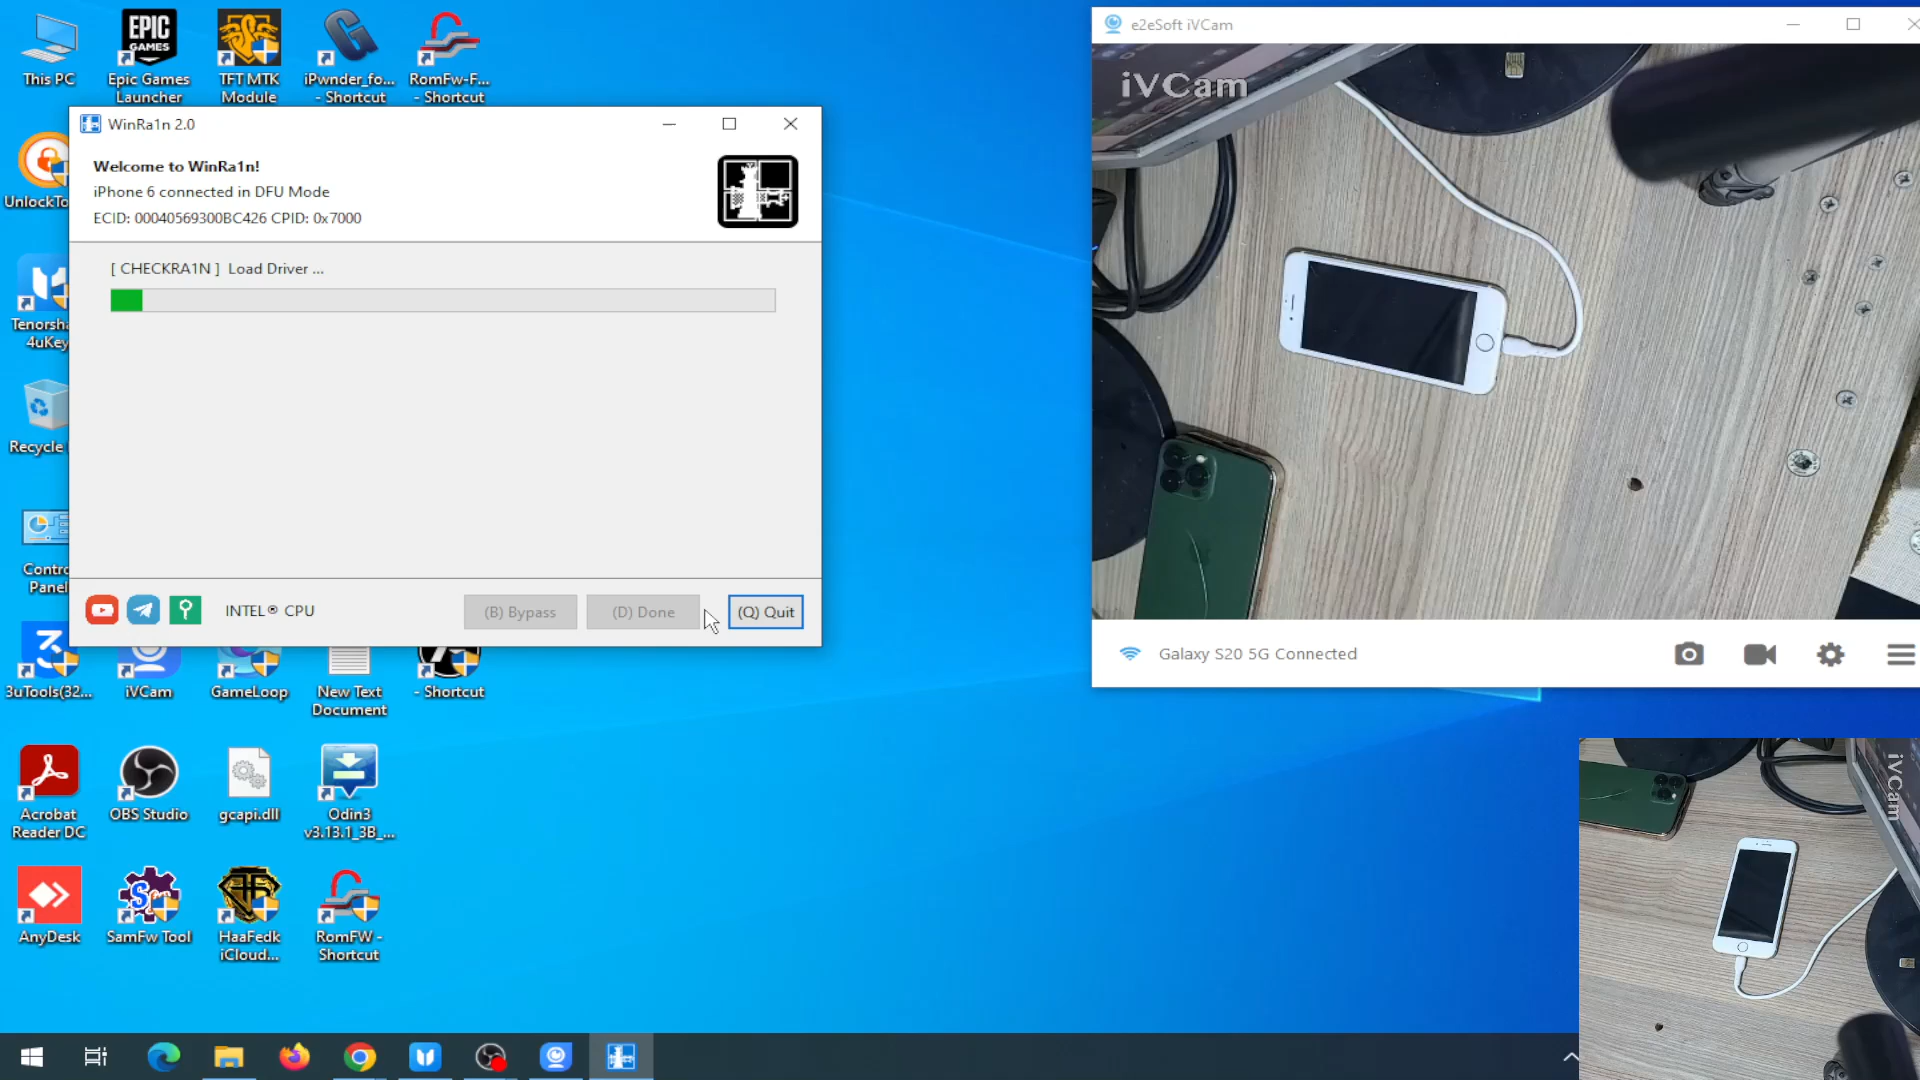 This PC
EPIC
GAMES
Epic Games
Launcher
TFT MTK
Module
iPwnder_fo...
- Shortcut
RomFw-F...
- Shortcut
WinRa1n 2.0
Welcome to WinRa1n!
iPhone 6 connected in DFU Mode
ECID: 00040569300BC426 CPID: 0x7000
[ CHECKRA1N ] Load Driver ...
INTEL® CPU
(B) Bypass
(D) Done
(Q) Quit
UnlockTo
Tenorsha
4uKey
Recycle
Contro
Panel
3uTools(32...
iVCam
GameLoop
New Text
Document
- Shortcut
Acrobat
Reader DC
OBS Studio
gcapi.dll
Odin3
v3.13.1_3B_...
AnyDesk
SamFw Tool
HaaFedk
iCloud...
RomFW -
Shortcut
e2eSoft iVCam
iVCam
Galaxy S20 5G Connected
iVCam